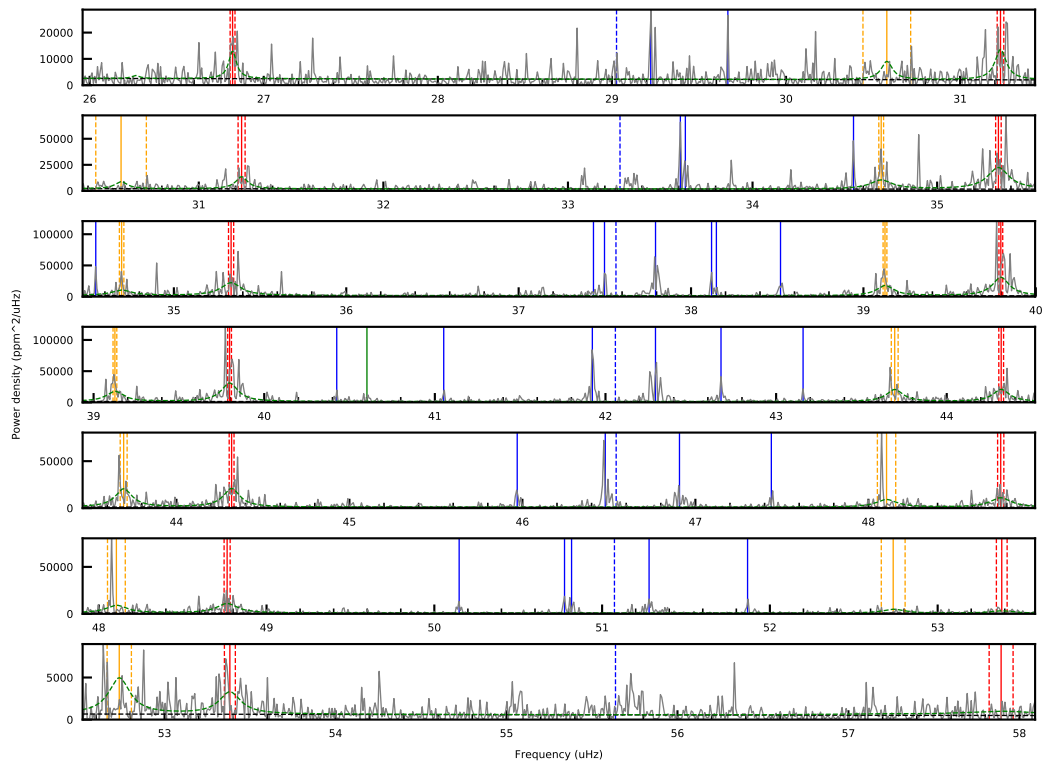 20000
10000
0
26 27 28 29 30 31
50000
25000
0
31 32 33 34 35
100000
50000
0
35 36 37 38 39 40
Power density (ppm^2/uHz)
100000
50000
0
39 40 41 42 43 44
50000
0
44 45 46 47 48
50000
0
48 49 50 51 52 53
5000
0
53 54 55 56 57 58
Frequency (uHz)